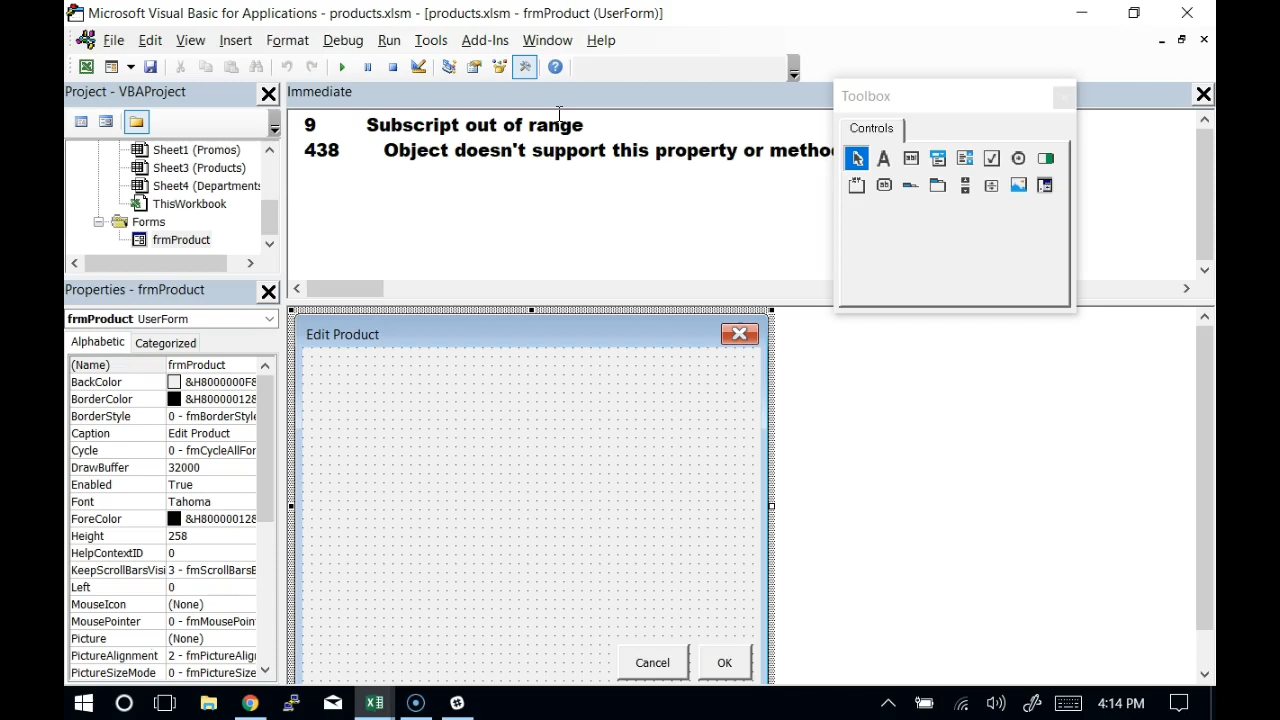 Microsoft Visual Basic for Applications - products.xlsm - [products.xlsm - frmProduct (UserForm)]
File Edit View Insert Format Debug Run Tools Add-Ins Window Help
Project - VBAProject
Sheet1 (Promos)
Sheet3 (Products)
Sheet4 (Departments
ThisWorkbook
Forms
frmProduct
Immediate
9 Subscript out of range
438 Object doesn't support this property or metho
Toolbox
Controls
Properties - frmProduct
frmProduct UserForm
Alphabetic Categorized
(Name) frmProduct
BackColor &H8000000F&
BorderColor &H80000012&
BorderStyle 0 - fmBorderStyle
Caption Edit Product
Cycle 0 - fmCycleAllFor
DrawBuffer 32000
Enabled True
Font Tahoma
ForeColor &H80000012&
Height 258
HelpContextID 0
KeepScrollBarsVisi 3 - fmScrollBarsB
Left 0
MouseIcon (None)
MousePointer 0 - fmMousePoin
Picture (None)
PictureAlignment 2 - fmPictureAlig
PictureSizeMode 0 - fmPictureSize
Edit Product
Cancel OK
4:14 PM